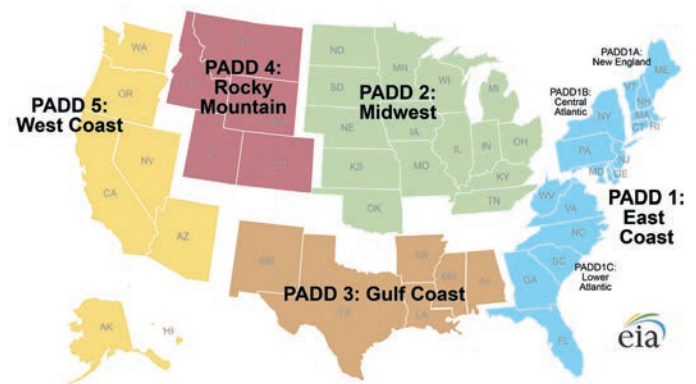 PADD 5:
West Coast
PADD 4:
Rocky
Mountain
PADD 2:
Midwest
PADD 3: Gulf Coast
PADD 1:
East
Coast
PADD1A:
New England
PADD1B:
Central
Atlantic
PADD1C:
Lower
Atlantic
WA
OR
NV
CA
AZ
AK
HI
ND
SD
NE
KS
OK
MN
WI
MI
IA
IL
IN
OH
MO
KY
TN
NM
LA
ME
VT
NH
MA
CT
RI
NY
PA
NJ
MD
DE
WV
VA
NC
SC
GA
FL
eia